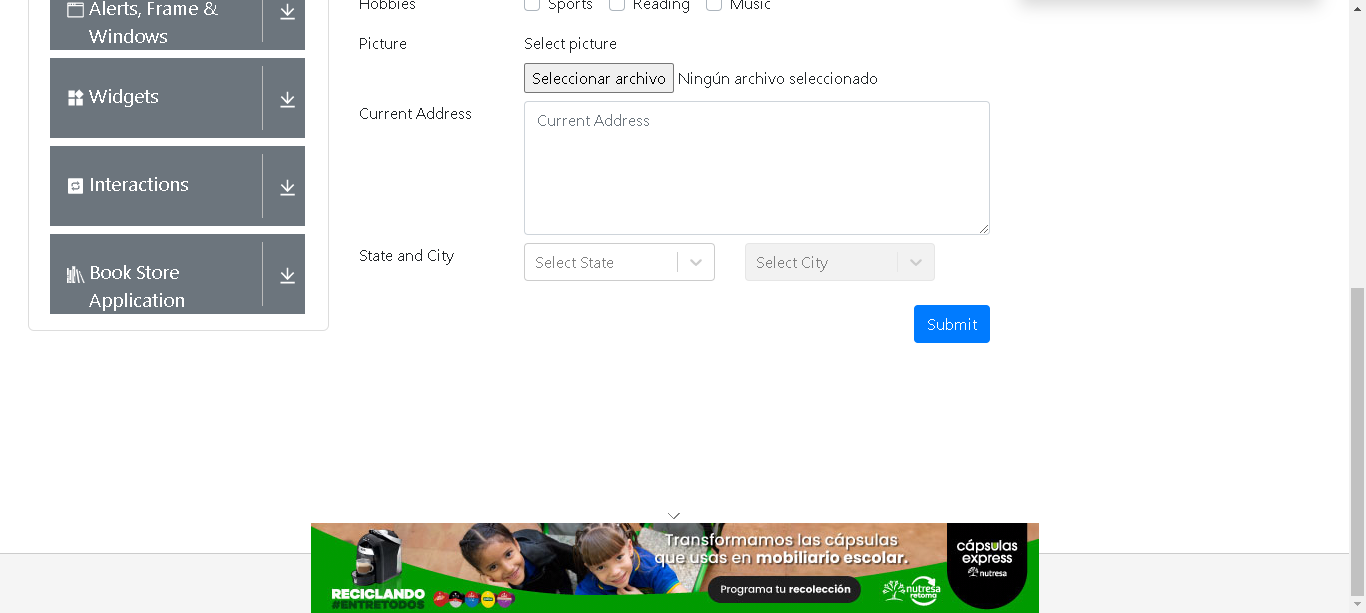 Alerts, Frame &
Windows
Widgets
Interactions
Book Store
Application
Hobbies
Sports Reading Music
Picture
Select picture
Seleccionar archivo Ningún archivo seleccionado
Current Address
Current Address
State and City
Select State
Select City
Submit
Transformamos las cápsulas
que usas en mobiliario escolar.
Programa tu recolección
RECICLANDO
#ENTRETODOS
nutresa
retoma
cápsulas
express
nutresa